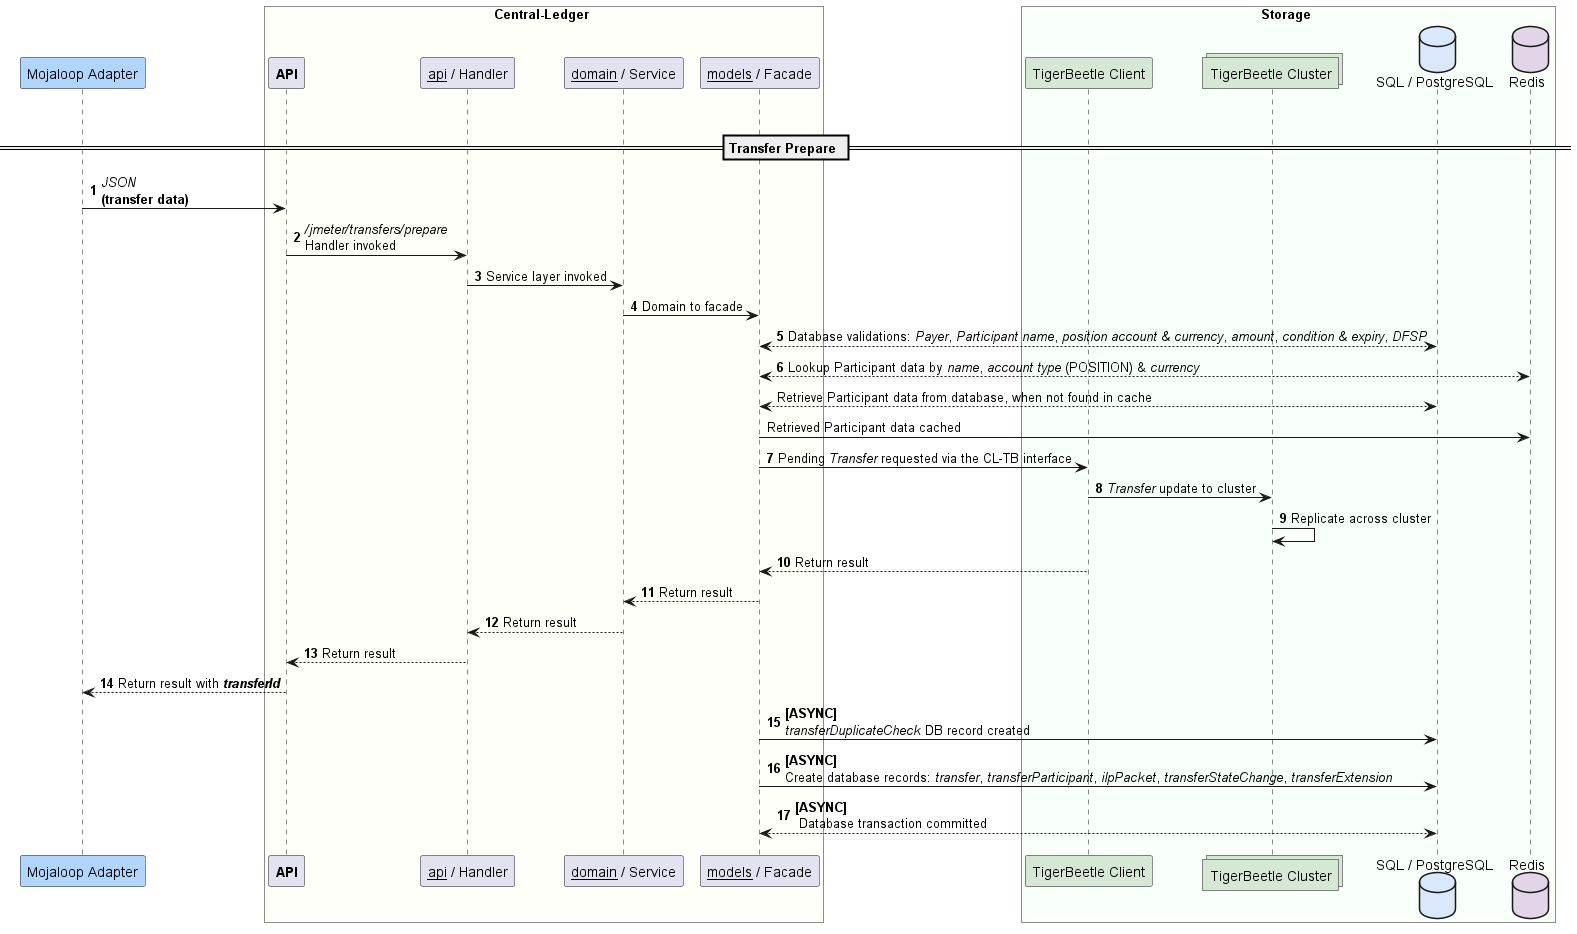 Central-Ledger
Storage
Mojaloop Adapter
API
api / Handler
domain / Service
models / Facade
TigerBeetle Client
TigerBeetle Cluster
SQL / PostgreSQL
Redis
Transfer Prepare
1 JSON
(transfer data)
2 /jmeter/transfers/prepare
Handler invoked
3 Service layer invoked
4 Domain to facade
5 Database validations: Payer, Participant name, position account & currency, amount, condition & expiry, DFSP
6 Lookup Participant data by name, account type (POSITION) & currency
Retrieve Participant data from database, when not found in cache
Retrieved Participant data cached
7 Pending Transfer requested via the CL-TB interface
8 Transfer update to cluster
9 Replicate across cluster
10 Return result
11 Return result
12 Return result
13 Return result
14 Return result with transferId
15 [ASYNC]
transferDuplicateCheck DB record created
16 [ASYNC]
Create database records: transfer, transferParticipant, ilpPacket, transferStateChange, transferExtension
17 [ASYNC]
Database transaction committed
Mojaloop Adapter
API
api / Handler
domain / Service
models / Facade
TigerBeetle Client
TigerBeetle Cluster
SQL / PostgreSQL
Redis